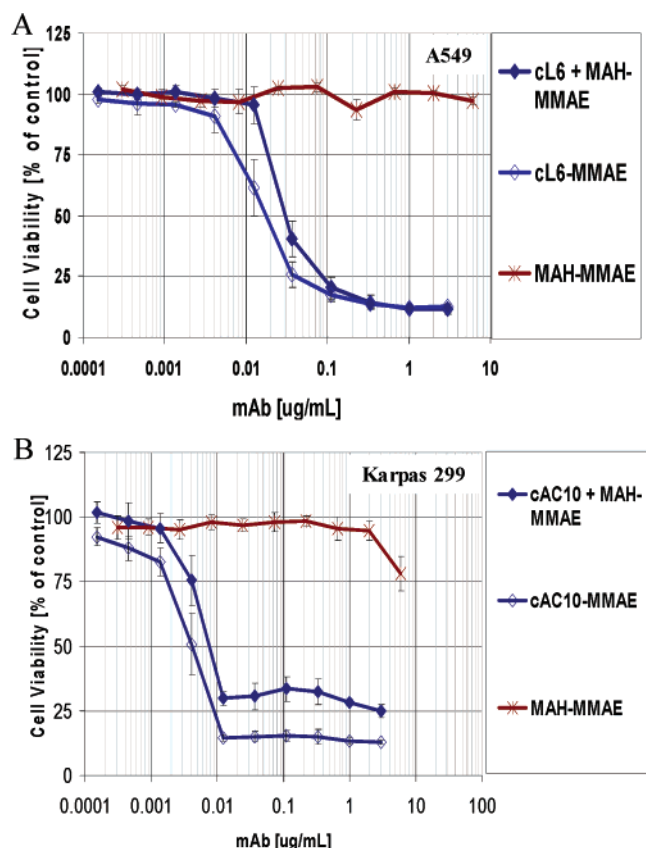 A
125
100
75
50
25
0
Cell Viability [% of control]
A549
0.0001
0.001
0.01
0.1
1
10
mAb [ug/mL]
cL6 + MAH-
MMAE
cL6-MMAE
MAH-MMAE
B
125
100
75
50
25
0
Cell Viability [% of control]
Karpas 299
0.0001
0.001
0.01
0.1
1
10
100
mAb [ug/mL]
cAC10 + MAH-
MMAE
cAC10-MMAE
MAH-MMAE